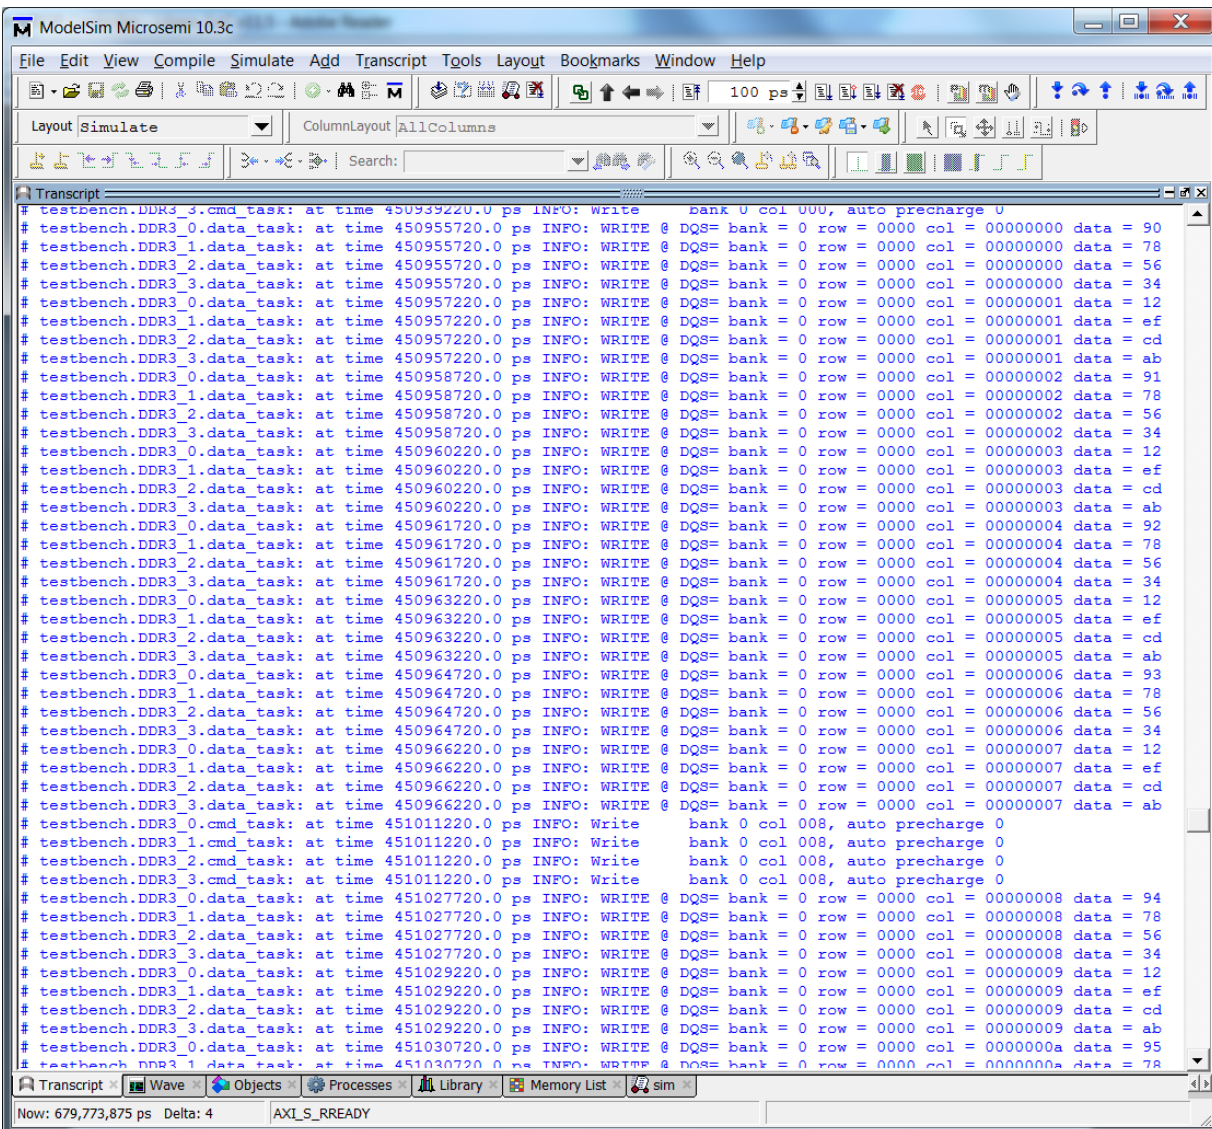 ModelSim Microsemi 10.3c
File Edit View Compile Simulate Add Transcript Tools Layout Bookmarks Window Help
100 ps
Layout Simulate ColumnLayout AllColumns
Search:
Transcript
# testbench.DDR3_3.cmd_task: at time 450939220.0 ps INFO: Write bank 0 col 000, auto precharge 0
# testbench.DDR3_0.data_task: at time 450955720.0 ps INFO: WRITE @ DQS= bank = 0 row = 0000 col = 00000000 data = 90
# testbench.DDR3_1.data_task: at time 450955720.0 ps INFO: WRITE @ DQS= bank = 0 row = 0000 col = 00000000 data = 78
# testbench.DDR3_2.data_task: at time 450955720.0 ps INFO: WRITE @ DQS= bank = 0 row = 0000 col = 00000000 data = 56
# testbench.DDR3_3.data_task: at time 450955720.0 ps INFO: WRITE @ DQS= bank = 0 row = 0000 col = 00000000 data = 34
# testbench.DDR3_0.data_task: at time 450957220.0 ps INFO: WRITE @ DQS= bank = 0 row = 0000 col = 00000001 data = 12
# testbench.DDR3_1.data_task: at time 450957220.0 ps INFO: WRITE @ DQS= bank = 0 row = 0000 col = 00000001 data = ef
# testbench.DDR3_2.data_task: at time 450957220.0 ps INFO: WRITE @ DQS= bank = 0 row = 0000 col = 00000001 data = cd
# testbench.DDR3_3.data_task: at time 450957220.0 ps INFO: WRITE @ DQS= bank = 0 row = 0000 col = 00000001 data = ab
# testbench.DDR3_0.data_task: at time 450958720.0 ps INFO: WRITE @ DQS= bank = 0 row = 0000 col = 00000002 data = 91
# testbench.DDR3_1.data_task: at time 450958720.0 ps INFO: WRITE @ DQS= bank = 0 row = 0000 col = 00000002 data = 78
# testbench.DDR3_2.data_task: at time 450958720.0 ps INFO: WRITE @ DQS= bank = 0 row = 0000 col = 00000002 data = 56
# testbench.DDR3_3.data_task: at time 450958720.0 ps INFO: WRITE @ DQS= bank = 0 row = 0000 col = 00000002 data = 34
# testbench.DDR3_0.data_task: at time 450960220.0 ps INFO: WRITE @ DQS= bank = 0 row = 0000 col = 00000003 data = 12
# testbench.DDR3_1.data_task: at time 450960220.0 ps INFO: WRITE @ DQS= bank = 0 row = 0000 col = 00000003 data = ef
# testbench.DDR3_2.data_task: at time 450960220.0 ps INFO: WRITE @ DQS= bank = 0 row = 0000 col = 00000003 data = cd
# testbench.DDR3_3.data_task: at time 450960220.0 ps INFO: WRITE @ DQS= bank = 0 row = 0000 col = 00000003 data = ab
# testbench.DDR3_0.data_task: at time 450961720.0 ps INFO: WRITE @ DQS= bank = 0 row = 0000 col = 00000004 data = 92
# testbench.DDR3_1.data_task: at time 450961720.0 ps INFO: WRITE @ DQS= bank = 0 row = 0000 col = 00000004 data = 78
# testbench.DDR3_2.data_task: at time 450961720.0 ps INFO: WRITE @ DQS= bank = 0 row = 0000 col = 00000004 data = 56
# testbench.DDR3_3.data_task: at time 450961720.0 ps INFO: WRITE @ DQS= bank = 0 row = 0000 col = 00000004 data = 34
# testbench.DDR3_0.data_task: at time 450963220.0 ps INFO: WRITE @ DQS= bank = 0 row = 0000 col = 00000005 data = 12
# testbench.DDR3_1.data_task: at time 450963220.0 ps INFO: WRITE @ DQS= bank = 0 row = 0000 col = 00000005 data = ef
# testbench.DDR3_2.data_task: at time 450963220.0 ps INFO: WRITE @ DQS= bank = 0 row = 0000 col = 00000005 data = cd
# testbench.DDR3_3.data_task: at time 450963220.0 ps INFO: WRITE @ DQS= bank = 0 row = 0000 col = 00000005 data = ab
# testbench.DDR3_0.data_task: at time 450964720.0 ps INFO: WRITE @ DQS= bank = 0 row = 0000 col = 00000006 data = 93
# testbench.DDR3_1.data_task: at time 450964720.0 ps INFO: WRITE @ DQS= bank = 0 row = 0000 col = 00000006 data = 78
# testbench.DDR3_2.data_task: at time 450964720.0 ps INFO: WRITE @ DQS= bank = 0 row = 0000 col = 00000006 data = 56
# testbench.DDR3_3.data_task: at time 450964720.0 ps INFO: WRITE @ DQS= bank = 0 row = 0000 col = 00000006 data = 34
# testbench.DDR3_0.data_task: at time 450966220.0 ps INFO: WRITE @ DQS= bank = 0 row = 0000 col = 00000007 data = 12
# testbench.DDR3_1.data_task: at time 450966220.0 ps INFO: WRITE @ DQS= bank = 0 row = 0000 col = 00000007 data = ef
# testbench.DDR3_2.data_task: at time 450966220.0 ps INFO: WRITE @ DQS= bank = 0 row = 0000 col = 00000007 data = cd
# testbench.DDR3_3.data_task: at time 450966220.0 ps INFO: WRITE @ DQS= bank = 0 row = 0000 col = 00000007 data = ab
# testbench.DDR3_0.cmd_task: at time 451011220.0 ps INFO: Write bank 0 col 008, auto precharge 0
# testbench.DDR3_1.cmd_task: at time 451011220.0 ps INFO: Write bank 0 col 008, auto precharge 0
# testbench.DDR3_2.cmd_task: at time 451011220.0 ps INFO: Write bank 0 col 008, auto precharge 0
# testbench.DDR3_3.cmd_task: at time 451011220.0 ps INFO: Write bank 0 col 008, auto precharge 0
# testbench.DDR3_0.data_task: at time 451027720.0 ps INFO: WRITE @ DQS= bank = 0 row = 0000 col = 00000008 data = 94
# testbench.DDR3_1.data_task: at time 451027720.0 ps INFO: WRITE @ DQS= bank = 0 row = 0000 col = 00000008 data = 78
# testbench.DDR3_2.data_task: at time 451027720.0 ps INFO: WRITE @ DQS= bank = 0 row = 0000 col = 00000008 data = 56
# testbench.DDR3_3.data_task: at time 451027720.0 ps INFO: WRITE @ DQS= bank = 0 row = 0000 col = 00000008 data = 34
# testbench.DDR3_0.data_task: at time 451029220.0 ps INFO: WRITE @ DQS= bank = 0 row = 0000 col = 00000009 data = 12
# testbench.DDR3_1.data_task: at time 451029220.0 ps INFO: WRITE @ DQS= bank = 0 row = 0000 col = 00000009 data = ef
# testbench.DDR3_2.data_task: at time 451029220.0 ps INFO: WRITE @ DQS= bank = 0 row = 0000 col = 00000009 data = cd
# testbench.DDR3_3.data_task: at time 451029220.0 ps INFO: WRITE @ DQS= bank = 0 row = 0000 col = 00000009 data = ab
# testbench.DDR3_0.data_task: at time 451030720.0 ps INFO: WRITE @ DQS= bank = 0 row = 0000 col = 0000000a data = 95
# testbench.DDR3_1.data_task: at time 451030720.0 ps INFO: WRITE @ DQS= bank = 0 row = 0000 col = 0000000a data = 78
Transcript Wave Objects Processes Library Memory List sim
Now: 679,773,875 ps Delta: 4 AXI_S_RREADY